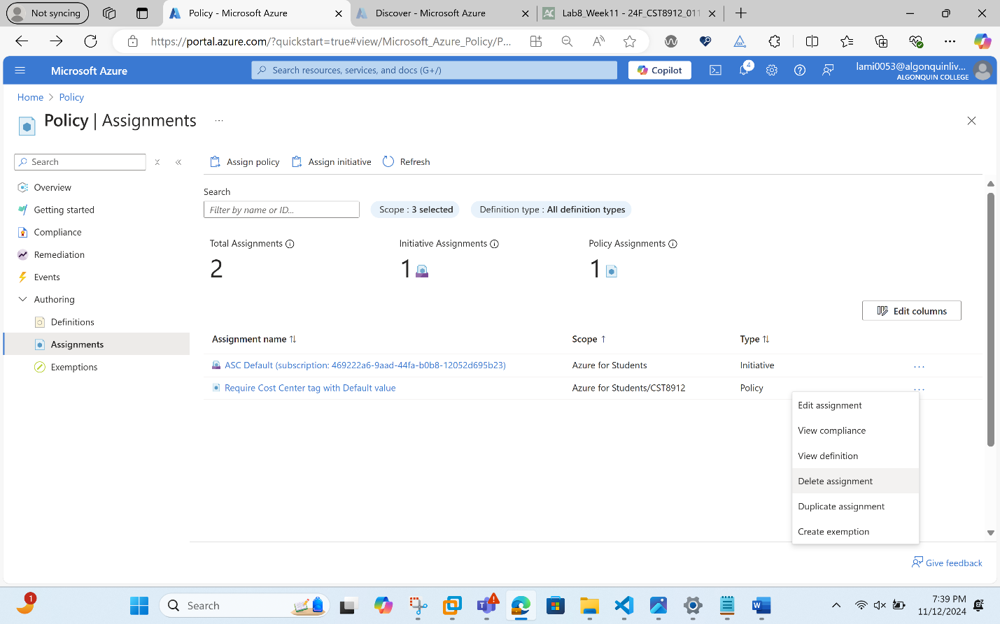 Not syncing
Policy - Microsoft Azure
Discover - Microsoft Azure
Lab8_Week11 - 24F_CST8912_011
https://portal.azure.com/?quickstart=true#view/Microsoft_Azure_Policy/P...
Microsoft Azure
Search resources, services, and docs (G+/)
Copilot
4
lami0053@algonquinliv...
ALGONQUIN COLLEGE
Home > Policy
Policy | Assignments
...
Search
Assign policy
Assign initiative
Refresh
Overview
Getting started
Compliance
Remediation
Events
Authoring
Definitions
Assignments
Exemptions
Search
Filter by name or ID...
Scope : 3 selected
Definition type : All definition types
Total Assignments
2
Initiative Assignments
1
Policy Assignments
1
Edit columns
Assignment name
Scope
Type
ASC Default (subscription: 469222a6-9aad-44fa-b0b8-12052d695b23)
Azure for Students
Initiative
...
Require Cost Center tag with Default value
Azure for Students/CST8912
Policy
...
Edit assignment
View compliance
View definition
Delete assignment
Duplicate assignment
Create exemption
Give feedback
1
Search
7:39 PM
11/12/2024